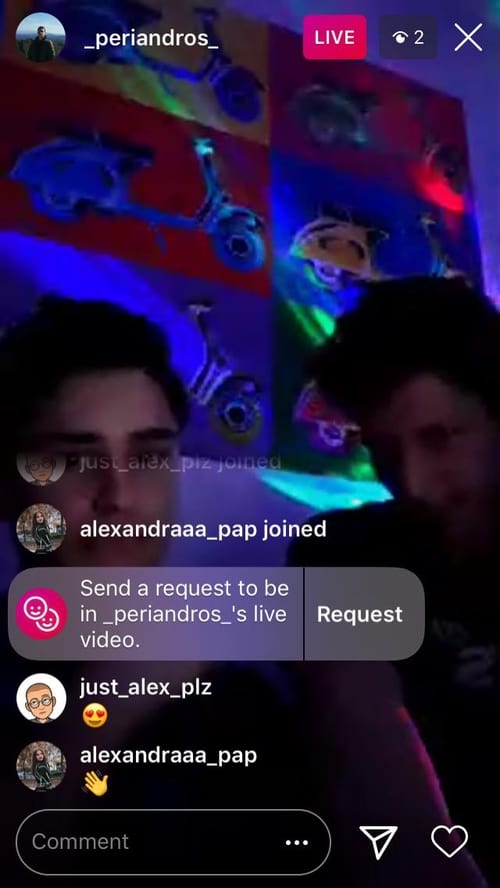 _periandros_
LIVE
2
just_alex_plz joined
alexandraaa_pap joined
Send a request to be
in _periandros_'s live
video.
Request
just_alex_plz
😍
alexandraaa_pap
👋
Comment